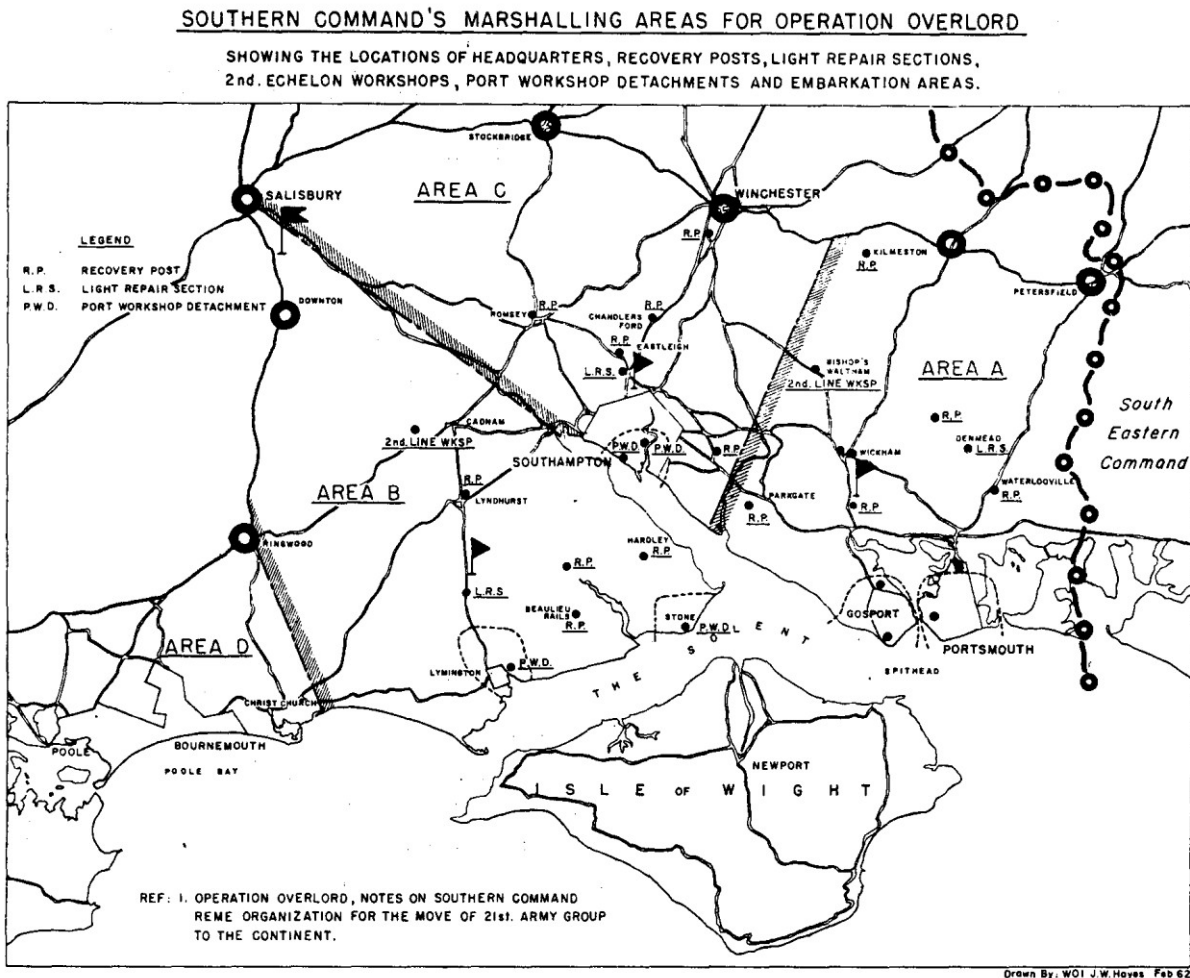 SOUTHERN COMMAND'S MARSHALLING AREAS FOR OPERATION OVERLORD
SHOWING THE LOCATIONS OF HEADQUARTERS, RECOVERY POSTS, LIGHT REPAIR SECTIONS,
2nd. ECHELON WORKSHOPS, PORT WORKSHOP DETACHMENTS AND EMBARKATION AREAS.
STOCKBRIDGE
SALISBURY
AREA C
WINCHESTER
LEGEND
R.P. RECOVERY POST
L.R.S. LIGHT REPAIR SECTION
P.W.D. PORT WORKSHOP DETACHMENT
R.P.
KILMESTON
R.P.
PETERSFIELD
DOWNTON
ROMSEY
R.P.
CHANDLERS
FORD
R.P.
R.P.
EASTLEIGH
L.R.S.
BISHOP'S
WALTHAM
2nd. LINE WKSP
AREA A
South
Eastern
Command
R.P.
CADNAM
2nd. LINE WKSP
SOUTHAMPTON
P.W.D.
P.W.D.
R.P.
WICKHAM
DENMEAD
L.R.S.
WATERLOOVILLE
R.P.
AREA B
R.P.
LYNDHURST
PARKGATE
R.P.
R.P.
RINGWOOD
HARDLEY
R.P.
R.P.
L.R.S
BEAULIEU
RAILS
R.P.
STONE
P.W.D.
GOSPORT
PORTSMOUTH
SPITHEAD
AREA D
LYMINGTON
P.W.D.
THE SOLENT
CHRISTCHURCH
POOLE
BOURNEMOUTH
POOLE BAY
NEWPORT
ISLE OF WIGHT
REF: 1. OPERATION OVERLORD, NOTES ON SOUTHERN COMMAND
REME ORGANIZATION FOR THE MOVE OF 21st. ARMY GROUP
TO THE CONTINENT.
Drawn By: WO1 J.W. Hayes Feb 62